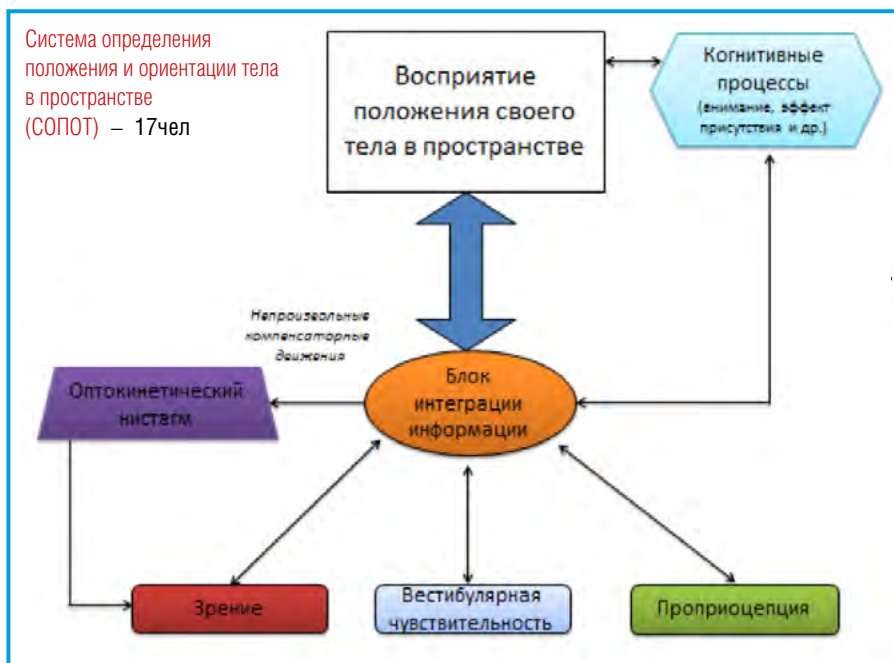 Система определения
положения и ориентации тела
в пространстве
(СОПОТ) – 17чел
Восприятие
положения своего
тела в пространстве
Когнитивные
процессы
(внимание, эффект
присутствия и др.)
Непроизвольные
компенсаторные
движения
Оптокинетический
нистагм
Блок
интеграции
информации
Зрение
Вестибулярная
чувствительность
Проприоцепция